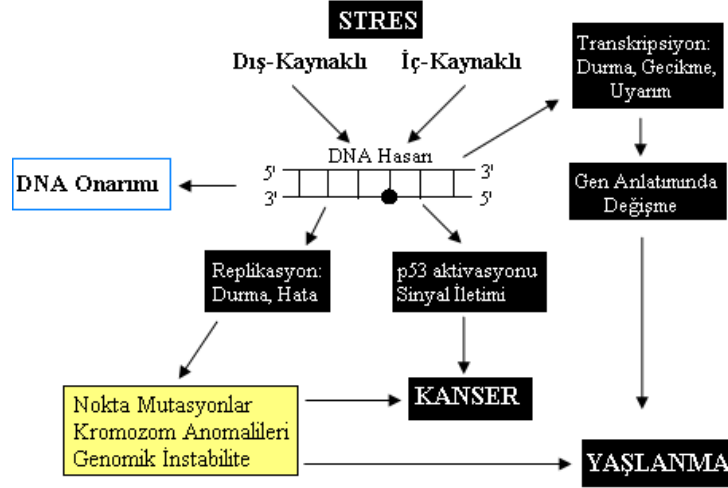 STRES
Dış-Kaynaklı
İç-Kaynaklı
Transkripsiyon:
Durma, Gecikme,
Uyarım
DNA Hasarı
5'
3'
3'
5'
DNA Onarımı
Gen Anlatımında
Değişme
Replikasyon:
Durma, Hata
p53 aktivasyonu
Sinyal İletimi
Nokta Mutasyonlar
Kromozom Anomalileri
Genomik İnstabilite
KANSER
YAŞLANMA